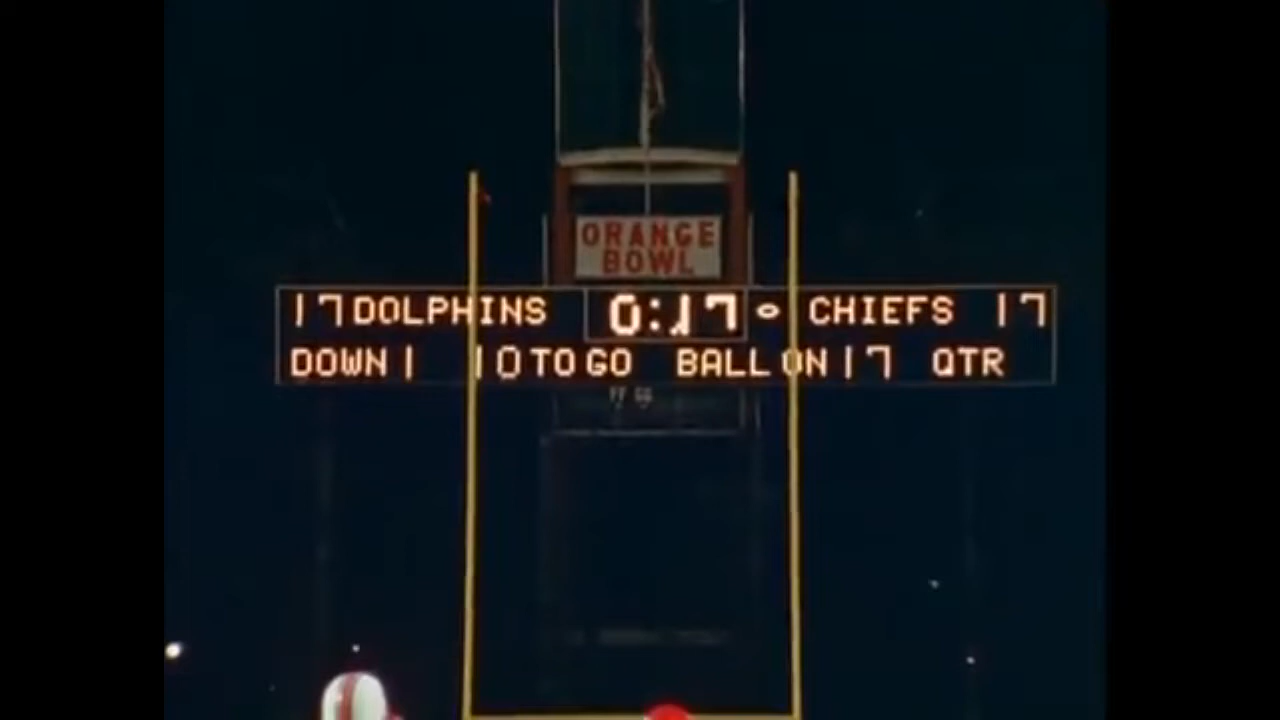 ORANGE
BOWL
17 DOLPHINS 0:17 CHIEFS 17
DOWN 1 10 TO GO BALL ON 17 QTR